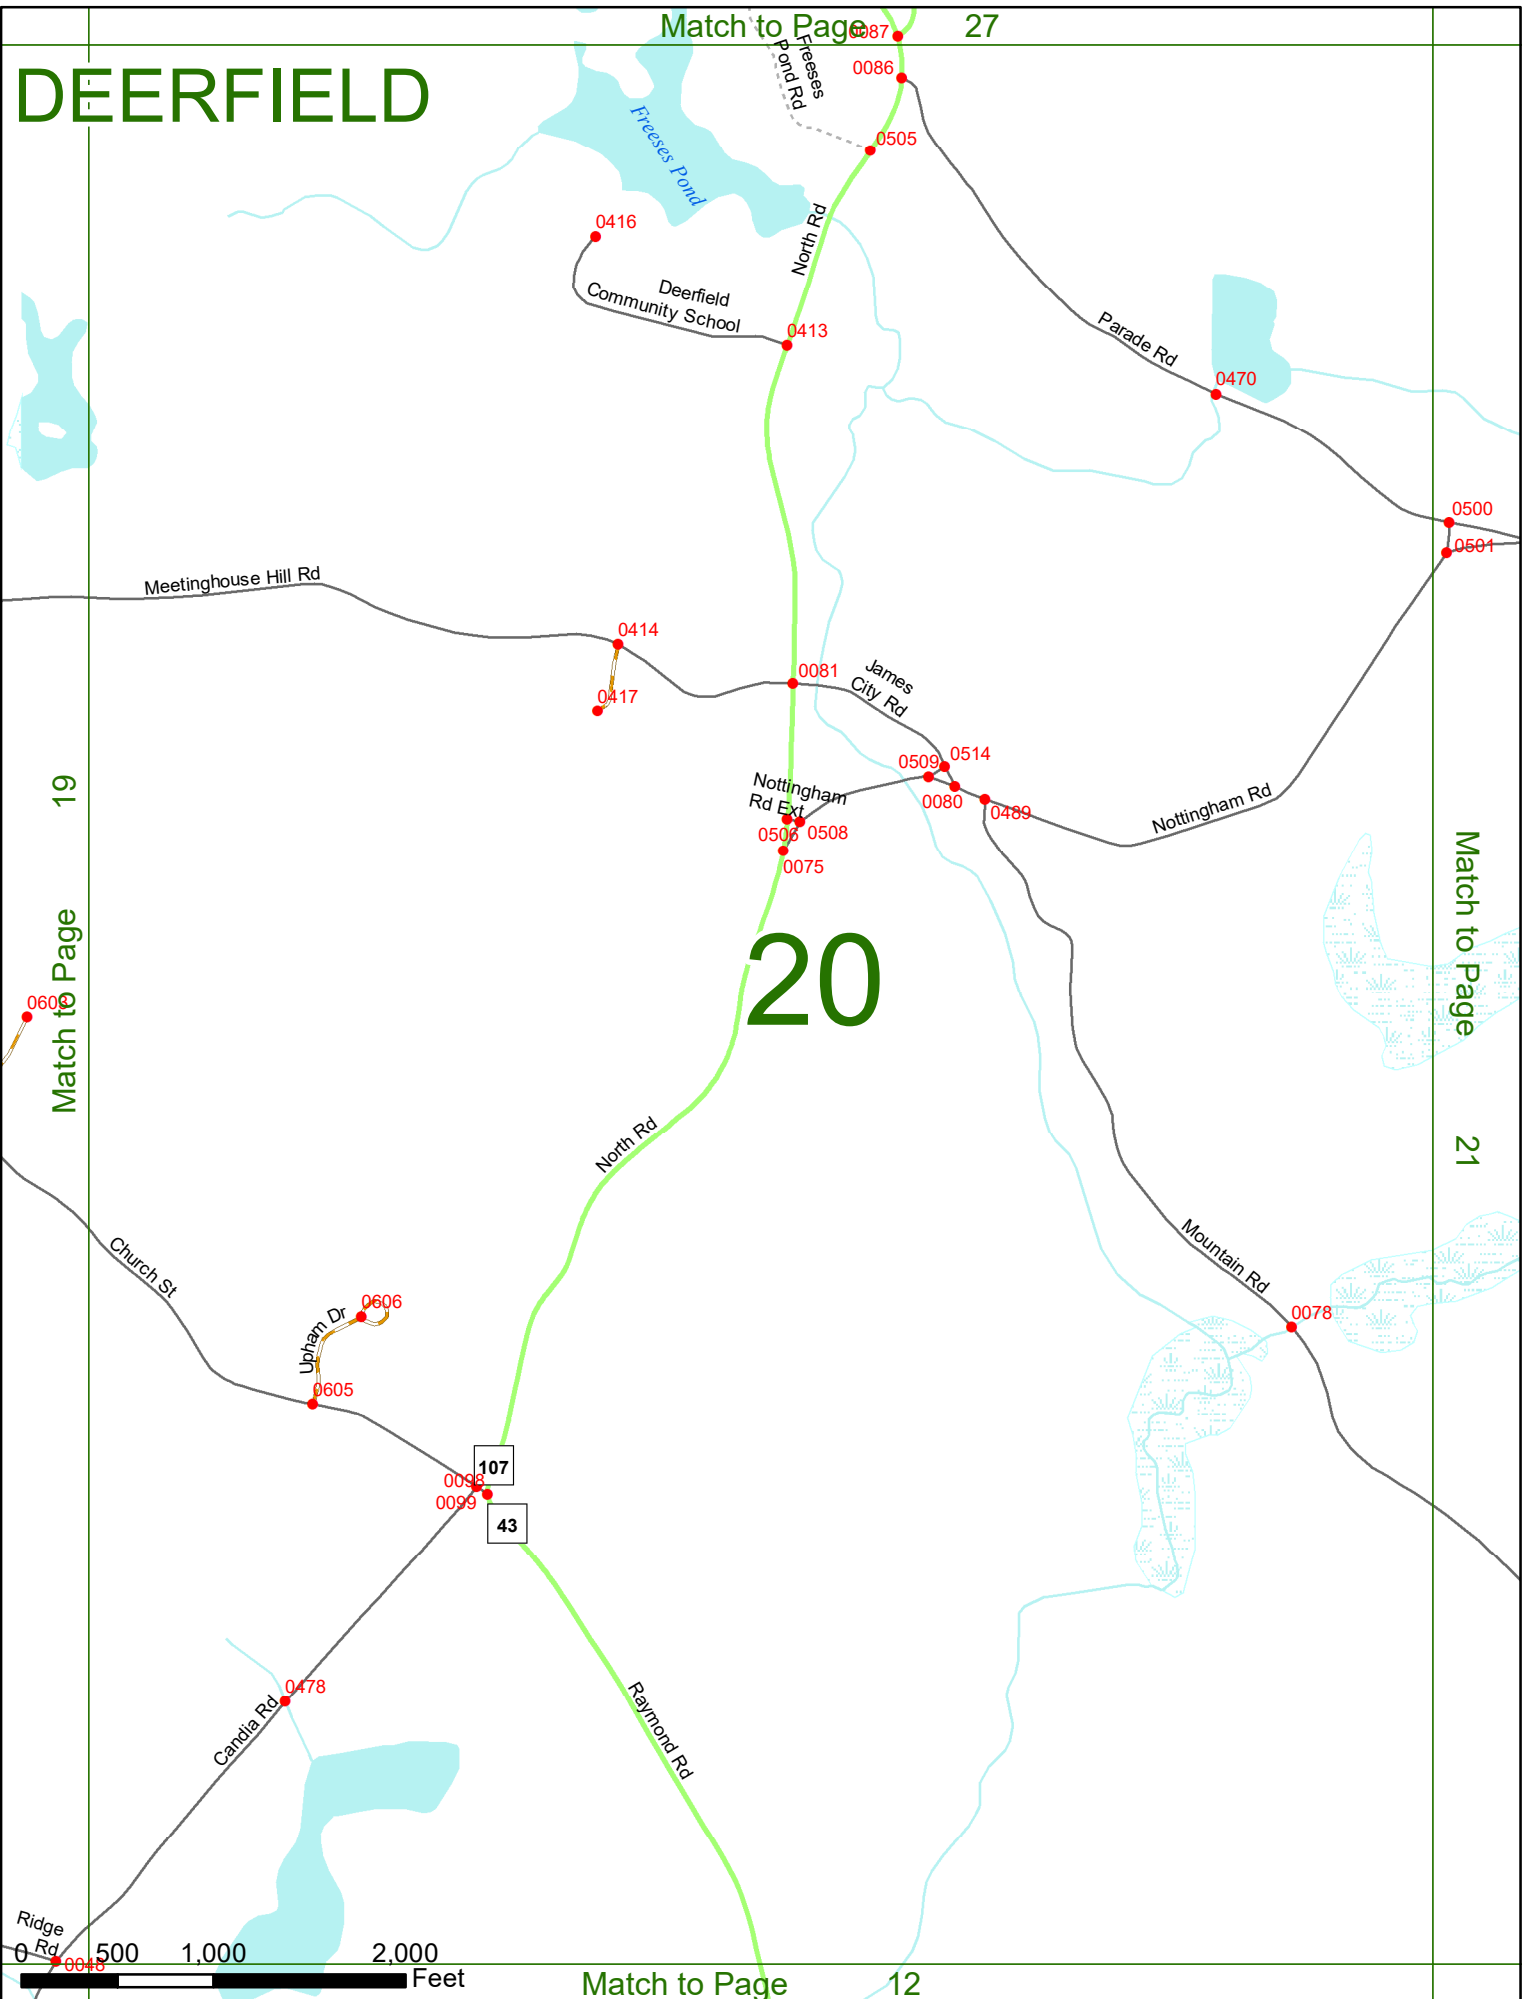 Match to Page 27
0087
DEERFIELD
Freeses
Pond Rd
0086
0505
Freeses Pond
0416
North Rd
Deerfield
Community School
0413
Parade Rd
0470
0500
0501
Meetinghouse Hill Rd
0414
0081
James
City Rd
0417
0514
0509
Nottingham
Rd Ext
0080
0489
Nottingham Rd
0506
0508
0075
19
Match to Page
Match to Page
21
20
0603
North Rd
Church St
Mountain Rd
Upham Dr
0606
0078
0605
107
0098
0099
43
0478
Candia Rd
Raymond Rd
Ridge
Rd
0048
0 500 1,000 2,000
Feet
Match to Page 12